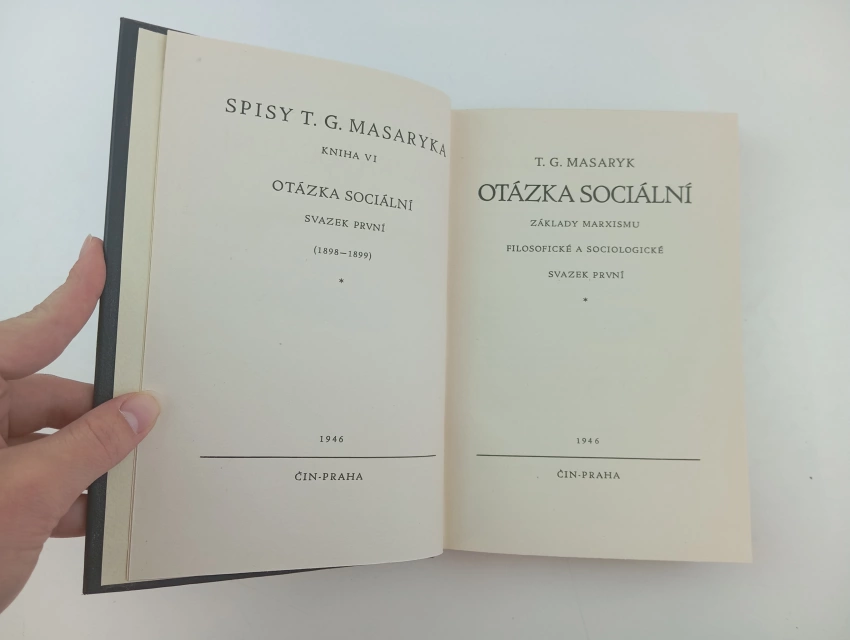 SPISY T. G. MASARYKA
KNIHA VI
OTÁZKA SOCIÁLNÍ
SVAZEK PRVNÍ
(1898—1899)
*
1946
ČIN-PRAHA
T. G. MASARYK
OTÁZKA SOCIÁLNÍ
ZÁKLADY MARXISMU
FILOSOFICKÉ A SOCIOLOGICKÉ
SVAZEK PRVNÍ
*
1946
ČIN-PRAHA